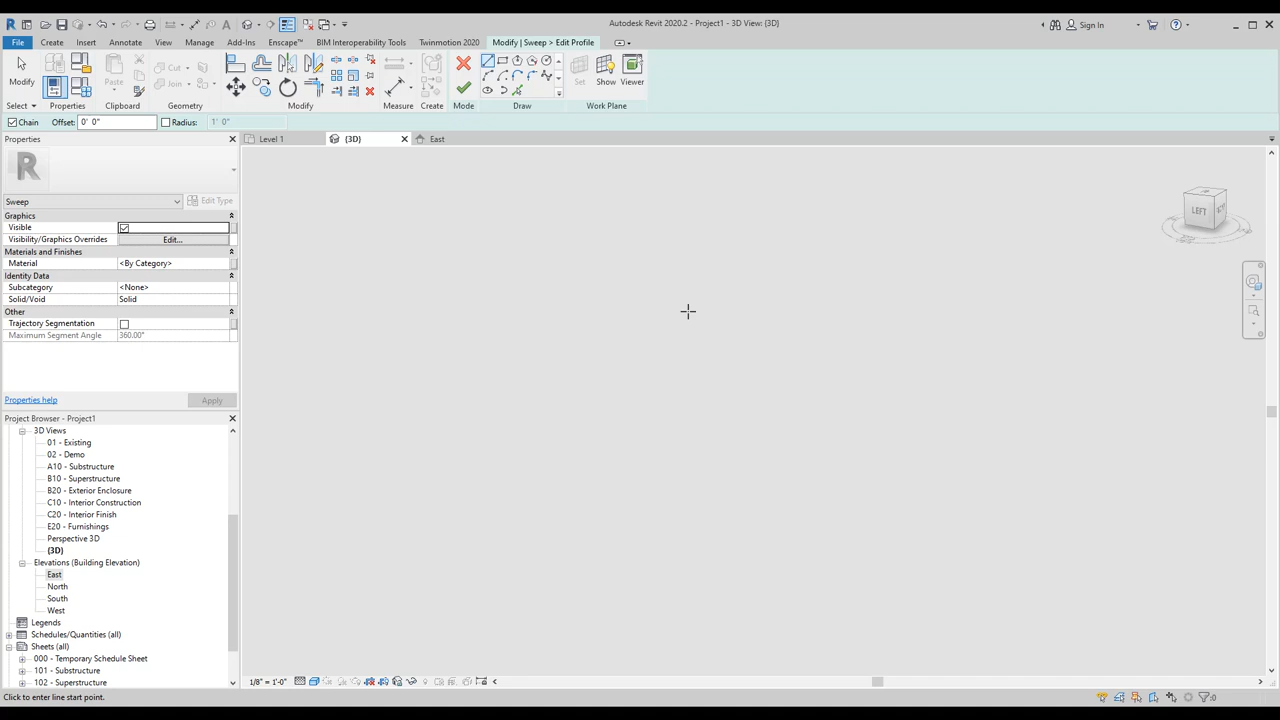 Autodesk Revit 2020.2 - Project1 - 3D View: {3D}
Sign In
File Create Insert Annotate View Manage Add-Ins Enscape™ BIM Interoperability Tools Twinmotion 2020 Modify | Sweep > Edit Profile
Modify
Paste
Cut
Join
Set Show Viewer
Select Properties Clipboard Geometry Modify Measure Create Mode Draw Work Plane
Chain Offset: 0' 0" Radius: 1' 0"
Properties
Level 1 {3D} East
Sweep Edit Type
Graphics
Visible
Visibility/Graphics Overrides Edit...
Materials and Finishes
Material <By Category>
Identity Data
Subcategory <None>
Solid/Void Solid
Other
Trajectory Segmentation
Maximum Segment Angle 360.00°
Properties help Apply
Project Browser - Project1
3D Views
01 - Existing
02 - Demo
A10 - Substructure
B10 - Superstructure
B20 - Exterior Enclosure
C10 - Interior Construction
C20 - Interior Finish
E20 - Furnishings
Perspective 3D
{3D}
Elevations (Building Elevation)
East
North
South
West
Legends
Schedules/Quantities (all)
Sheets (all)
000 - Temporary Schedule Sheet
101 - Substructure
102 - Superstructure
LEFT
1/8" = 1'-0"
Click to enter line start point.
:0